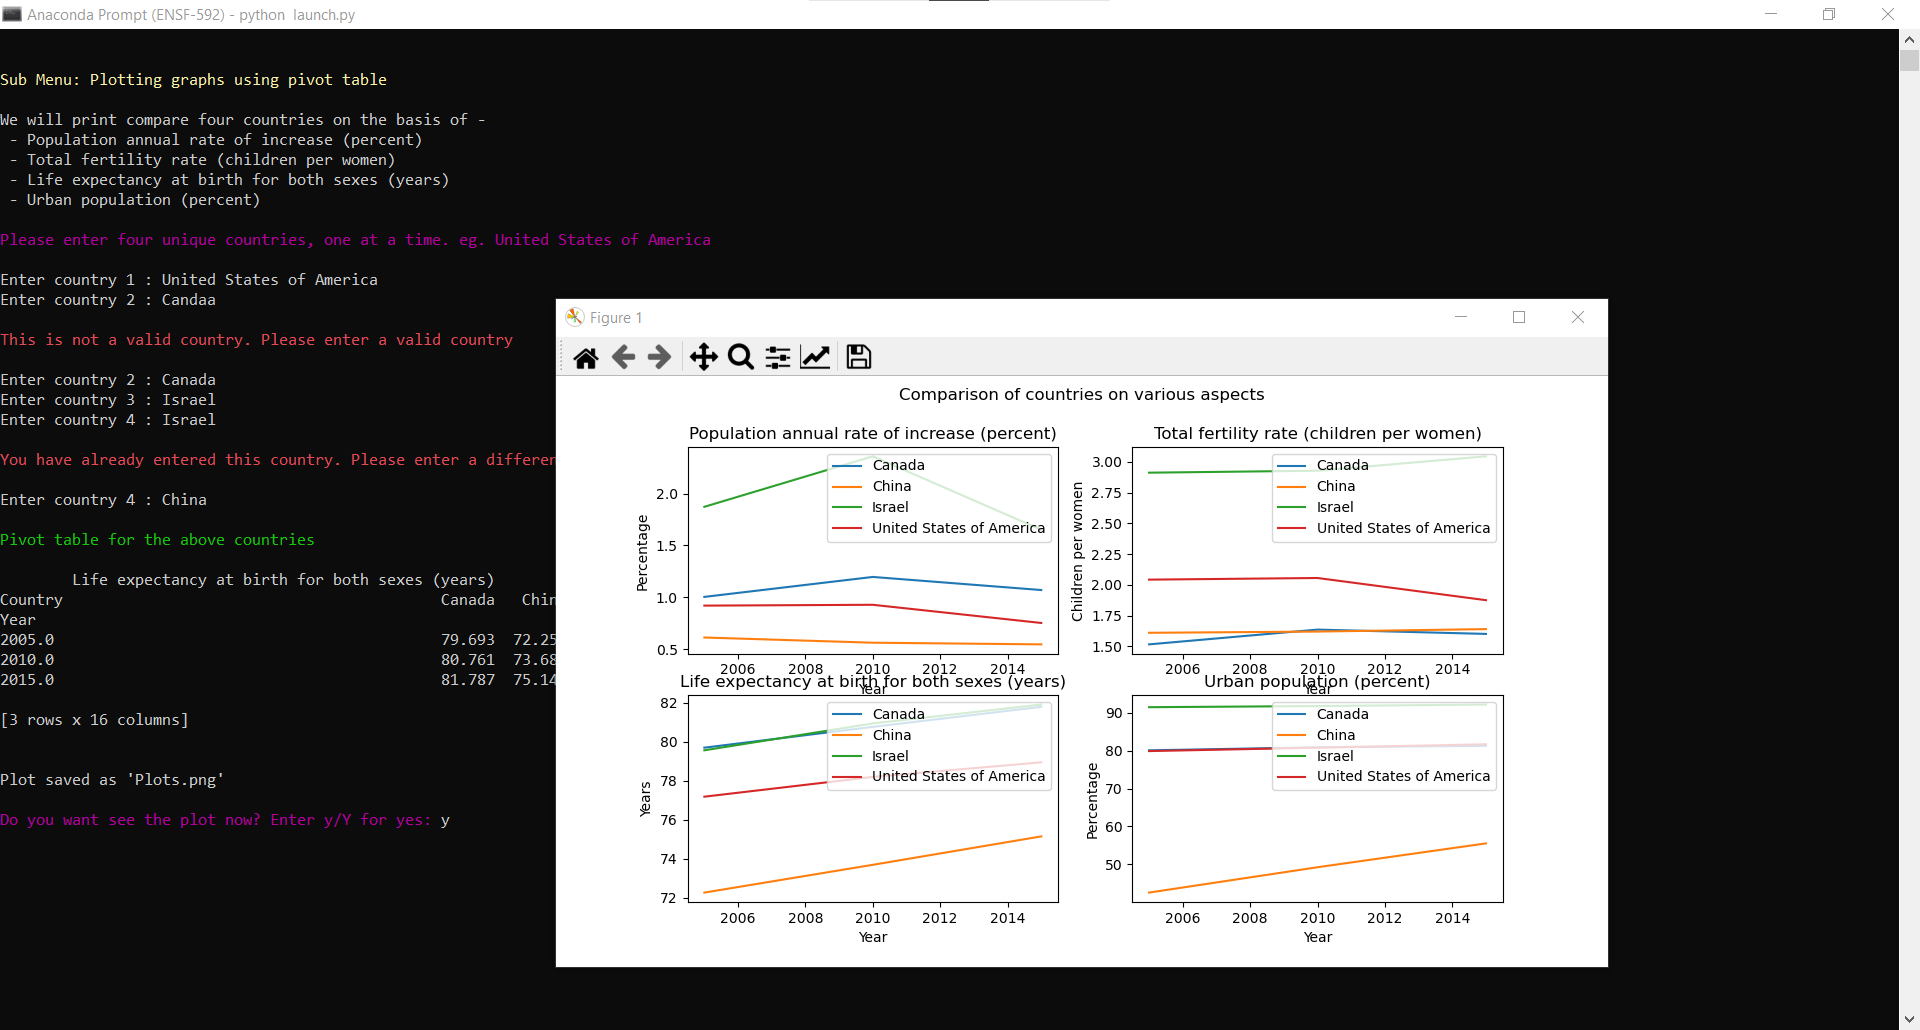 Anaconda Prompt (ENSF-592) - python  launch.py
Sub Menu: Plotting graphs using pivot table
We will print compare four countries on the basis of -
- Population annual rate of increase (percent)
- Total fertility rate (children per women)
- Life expectancy at birth for both sexes (years)
- Urban population (percent)
Please enter four unique countries, one at a time. eg. United States of America
Enter country 1 : United States of America
Enter country 2 : Candaa
This is not a valid country. Please enter a valid country
Enter country 2 : Canada
Enter country 3 : Israel
Enter country 4 : Israel
You have already entered this country. Please enter a differen
Enter country 4 : China
Pivot table for the above countries
Life expectancy at birth for both sexes (years)
Country Canada Chin
Year
2005.0 79.693 72.25
2010.0 80.761 73.68
2015.0 81.787 75.14
[3 rows x 16 columns]
Plot saved as 'Plots.png'
Do you want see the plot now? Enter y/Y for yes: y
Figure 1
Comparison of countries on various aspects
Population annual rate of increase (percent)
Percentage
2.0
1.5
1.0
0.5
Canada
China
Israel
United States of America
2006 2008 2010 2012 2014
Year
Total fertility rate (children per women)
Children per women
3.00
2.75
2.50
2.25
2.00
1.75
1.50
Canada
China
Israel
United States of America
2006 2008 2010 2012 2014
Year
Life expectancy at birth for both sexes (years)
Years
82
80
78
76
74
72
Canada
China
Israel
United States of America
2006 2008 2010 2012 2014
Year
Urban population (percent)
Percentage
90
80
70
60
50
Canada
China
Israel
United States of America
2006 2008 2010 2012 2014
Year